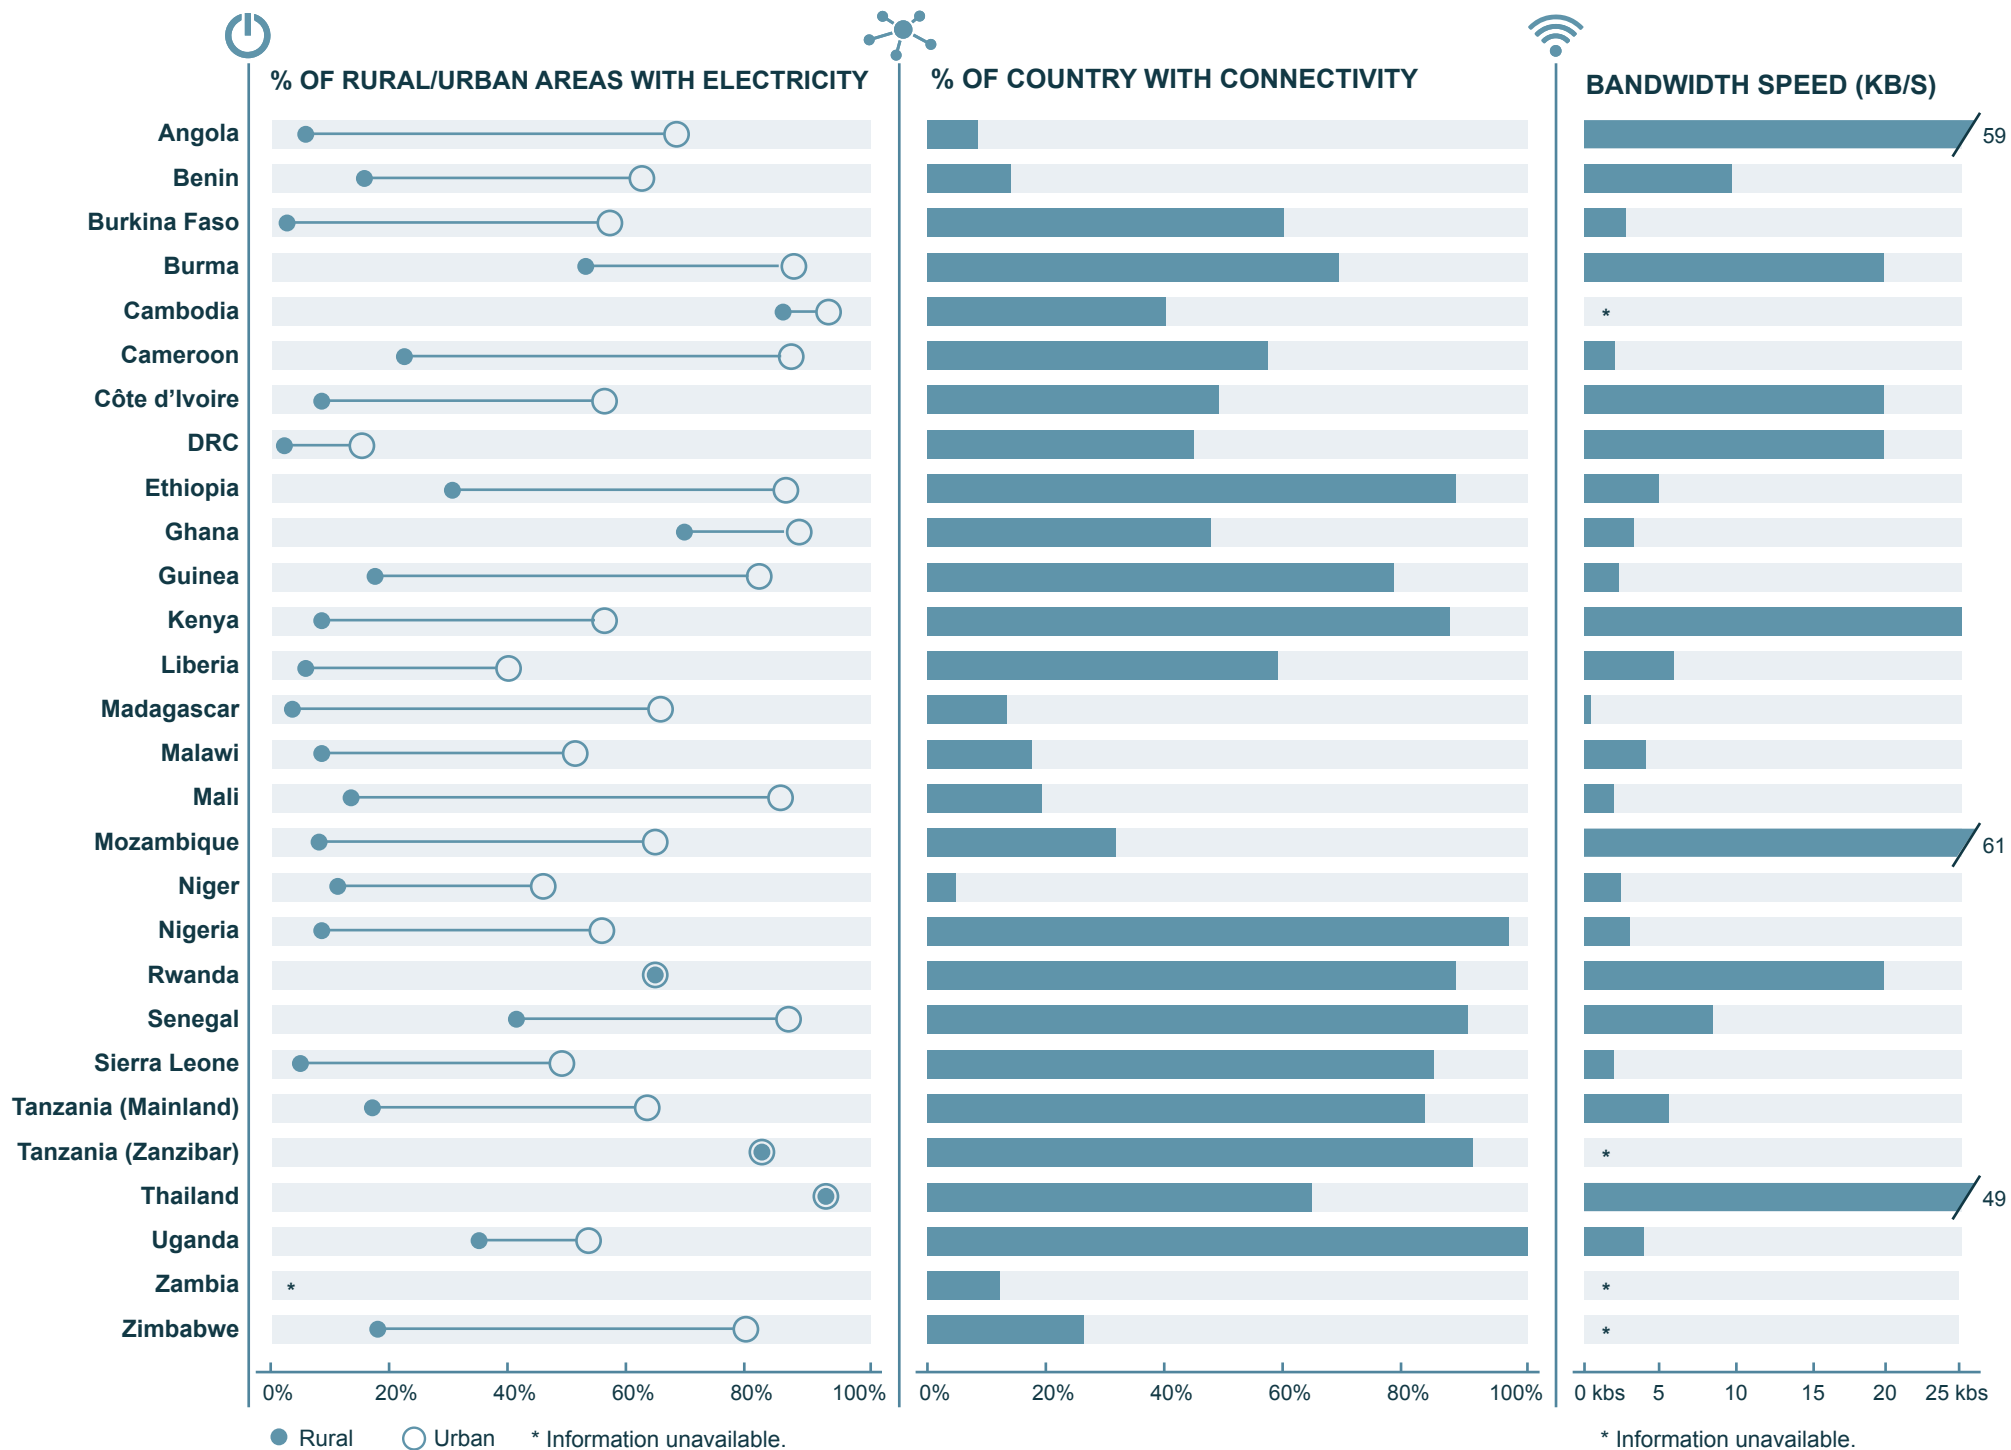 % OF RURAL/URBAN AREAS WITH ELECTRICITY
% OF COUNTRY WITH CONNECTIVITY
BANDWIDTH SPEED (KB/S)
Angola 59
Benin
Burkina Faso
Burma
Cambodia *
Cameroon
Côte d’Ivoire
DRC
Ethiopia
Ghana
Guinea
Kenya
Liberia
Madagascar
Malawi
Mali
Mozambique 61
Niger
Nigeria
Rwanda
Senegal
Sierra Leone
Tanzania (Mainland)
Tanzania (Zanzibar) *
Thailand 49
Uganda
Zambia * *
Zimbabwe *
0% 20% 40% 60% 80% 100% 0% 20% 40% 60% 80% 100% 0 kbs 5 10 15 20 25 kbs
Rural Urban * Information unavailable. * Information unavailable.